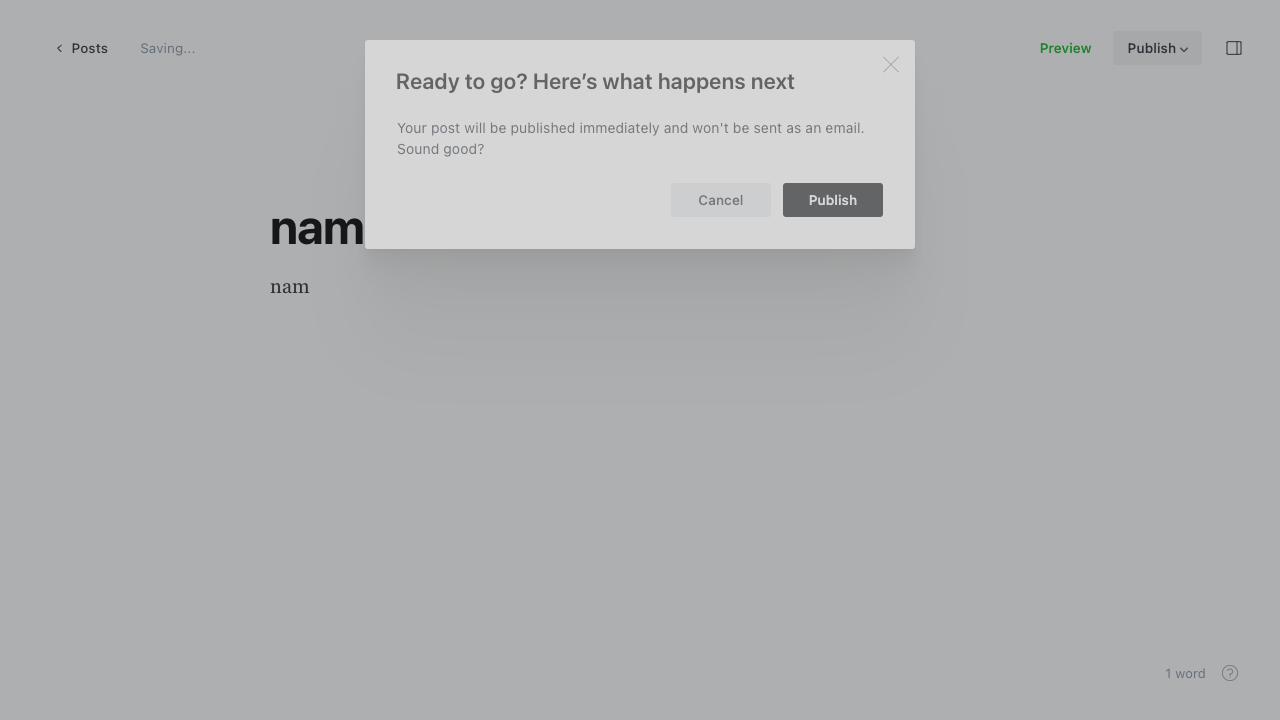 Posts
Saving...
Preview
Publish
Ready to go? Here’s what happens next
Your post will be published immediately and won't be sent as an email.
Sound good?
Cancel
Publish
nam
nam
1 word
?